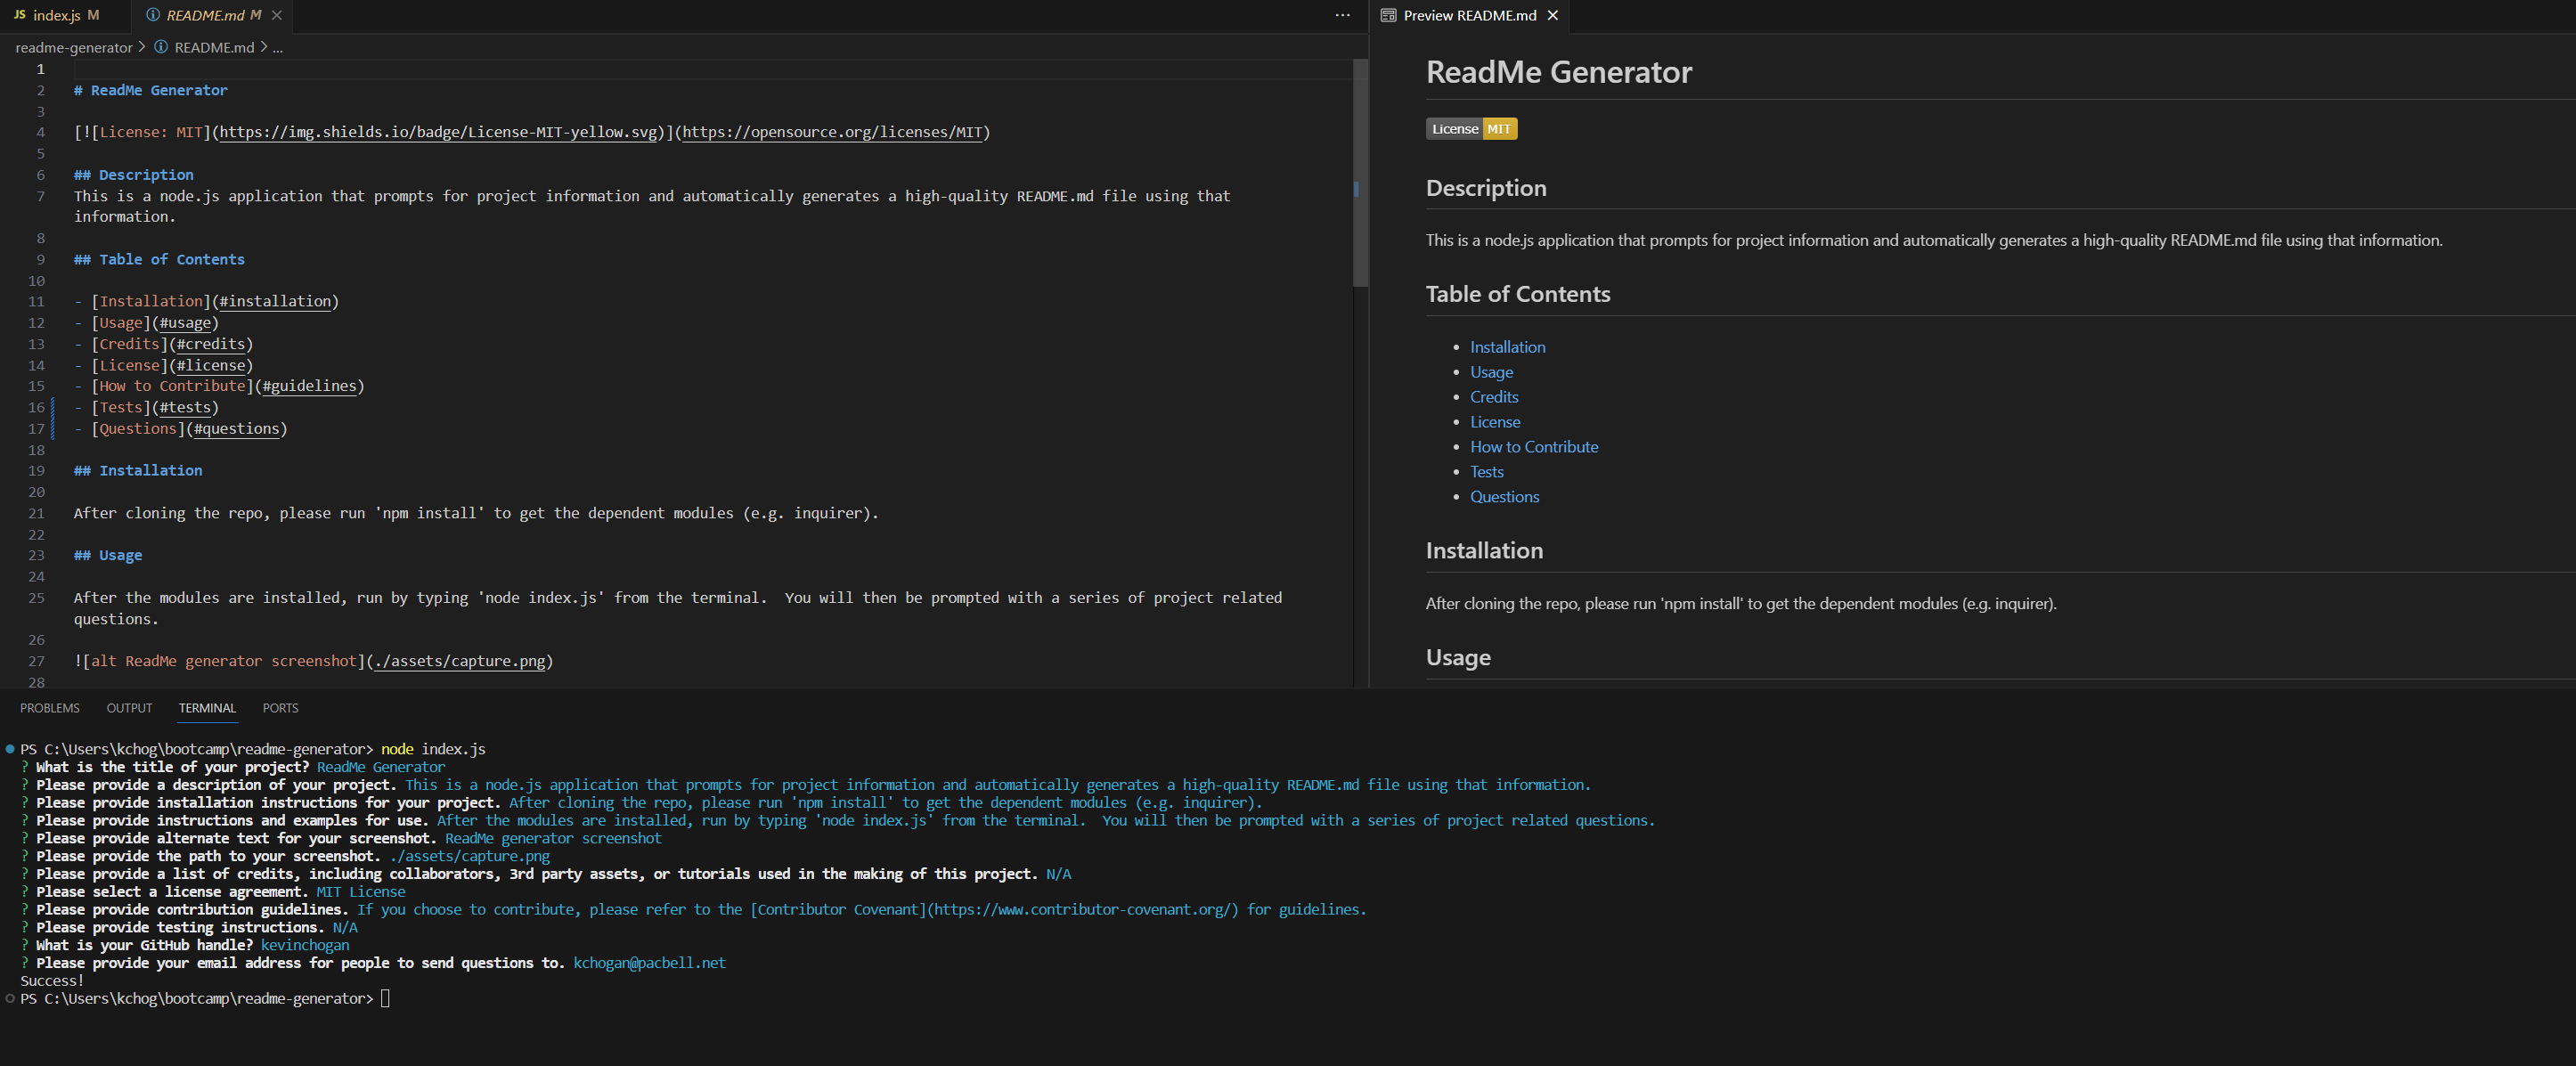 JS index.js M
README.md M
readme-generator > README.md > ...
1
2 # ReadMe Generator
3
4 [![License: MIT](https://img.shields.io/badge/License-MIT-yellow.svg)](https://opensource.org/licenses/MIT)
5
6 ## Description
7 This is a node.js application that prompts for project information and automatically generates a high-quality README.md file using that
information.
8
9 ## Table of Contents
10
11 - [Installation](#installation)
12 - [Usage](#usage)
13 - [Credits](#credits)
14 - [License](#license)
15 - [How to Contribute](#guidelines)
16 - [Tests](#tests)
17 - [Questions](#questions)
18
19 ## Installation
20
21 After cloning the repo, please run 'npm install' to get the dependent modules (e.g. inquirer).
22
23 ## Usage
24
25 After the modules are installed, run by typing 'node index.js' from the terminal.  You will then be prompted with a series of project related
questions.
26
27 ![alt ReadMe generator screenshot](./assets/capture.png)
28
Preview README.md
ReadMe Generator
License MIT
Description
This is a node.js application that prompts for project information and automatically generates a high-quality README.md file using that information.
Table of Contents
• Installation
• Usage
• Credits
• License
• How to Contribute
• Tests
• Questions
Installation
After cloning the repo, please run 'npm install' to get the dependent modules (e.g. inquirer).
Usage
PROBLEMS OUTPUT TERMINAL PORTS
PS C:\Users\kchog\bootcamp\readme-generator> node index.js
? What is the title of your project? ReadMe Generator
? Please provide a description of your project. This is a node.js application that prompts for project information and automatically generates a high-quality README.md file using that information.
? Please provide installation instructions for your project. After cloning the repo, please run 'npm install' to get the dependent modules (e.g. inquirer).
? Please provide instructions and examples for use. After the modules are installed, run by typing 'node index.js' from the terminal.  You will then be prompted with a series of project related questions.
? Please provide alternate text for your screenshot. ReadMe generator screenshot
? Please provide the path to your screenshot. ./assets/capture.png
? Please provide a list of credits, including collaborators, 3rd party assets, or tutorials used in the making of this project. N/A
? Please select a license agreement. MIT License
? Please provide contribution guidelines. If you choose to contribute, please refer to the [Contributor Covenant](https://www.contributor-covenant.org/) for guidelines.
? Please provide testing instructions. N/A
? What is your GitHub handle? kevinchogan
? Please provide your email address for people to send questions to. kchogan@pacbell.net
Success!
PS C:\Users\kchog\bootcamp\readme-generator>